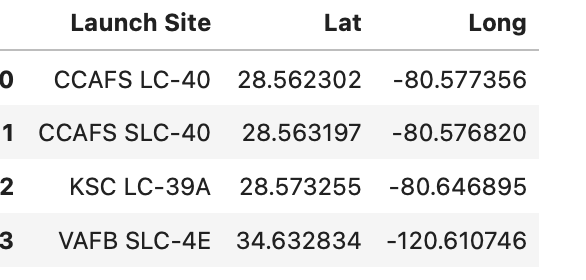 Launch Site Lat Long
0 CCAFS LC-40 28.562302 -80.577356
1 CCAFS SLC-40 28.563197 -80.576820
2 KSC LC-39A 28.573255 -80.646895
3 VAFB SLC-4E 34.632834 -120.610746